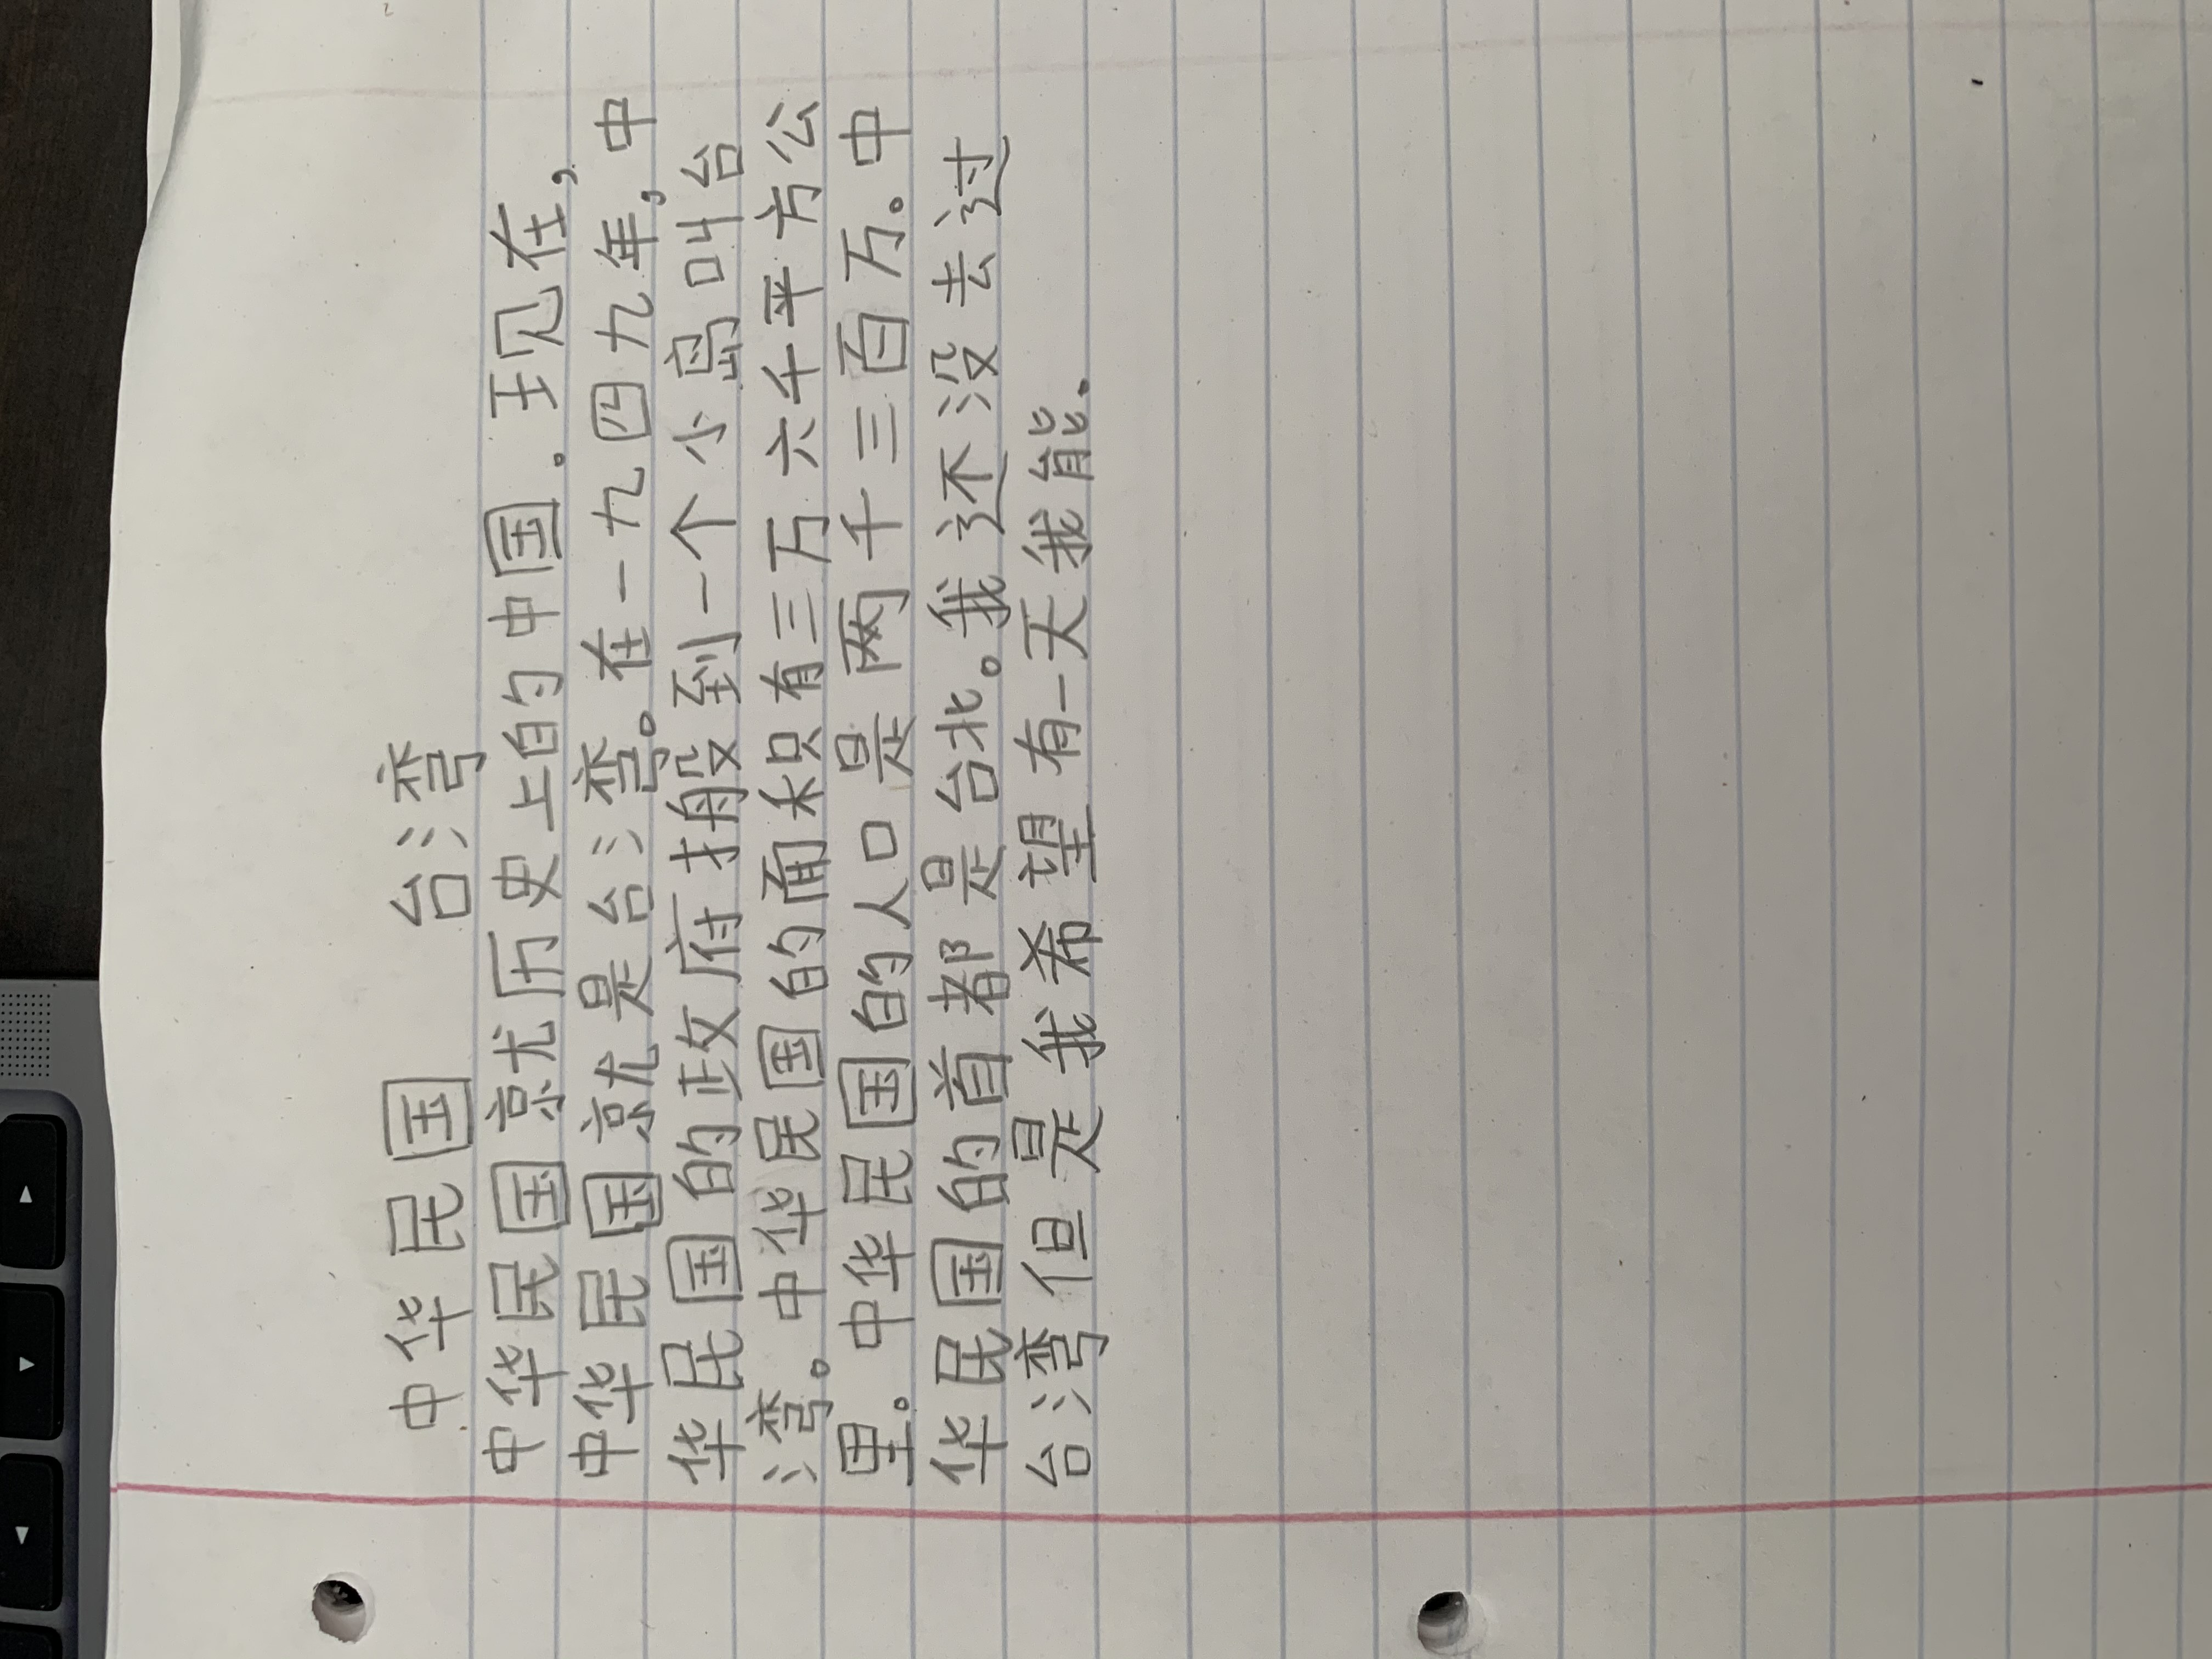 中华民国 台湾
中华民国就历史上的中国。现在,
中华民国就是台湾。在一九四九年,中
华民国的政府搬到一个小岛叫台
湾。中华民国的面积有三万六千平方公
里。中华民国的人口是两千三百万。中
华民国的首都是台北。我还没去过
台湾但是我希望有一天我能.